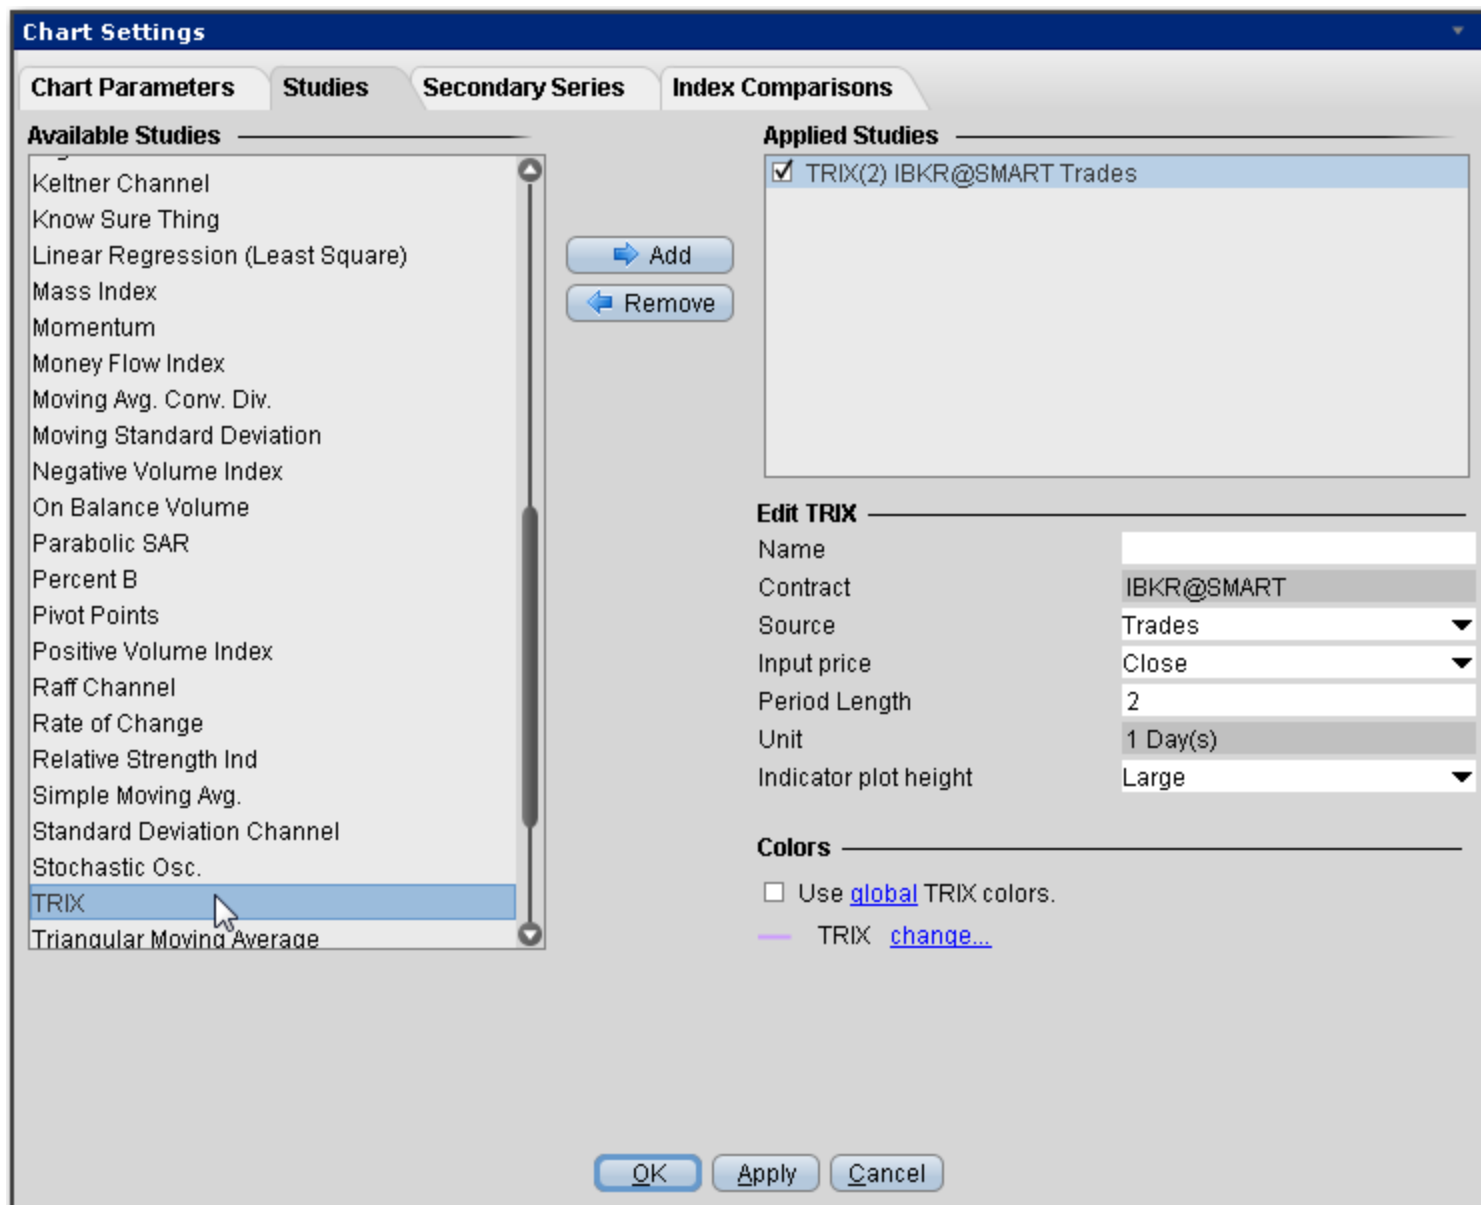 Chart Settings
Chart Parameters
Studies
Secondary Series
Index Comparisons
Available Studies
Keltner Channel
Know Sure Thing
Linear Regression (Least Square)
Mass Index
Momentum
Money Flow Index
Moving Avg. Conv. Div.
Moving Standard Deviation
Negative Volume Index
On Balance Volume
Parabolic SAR
Percent B
Pivot Points
Positive Volume Index
Raff Channel
Rate of Change
Relative Strength Ind
Simple Moving Avg.
Standard Deviation Channel
Stochastic Osc.
TRIX
Triangular Moving Average
Add
Remove
Applied Studies
TRIX(2) IBKR@SMART Trades
Edit TRIX
Name
Contract IBKR@SMART
Source Trades
Input price Close
Period Length 2
Unit 1 Day(s)
Indicator plot height Large
Colors
Use global TRIX colors.
TRIX change...
OK
Apply
Cancel